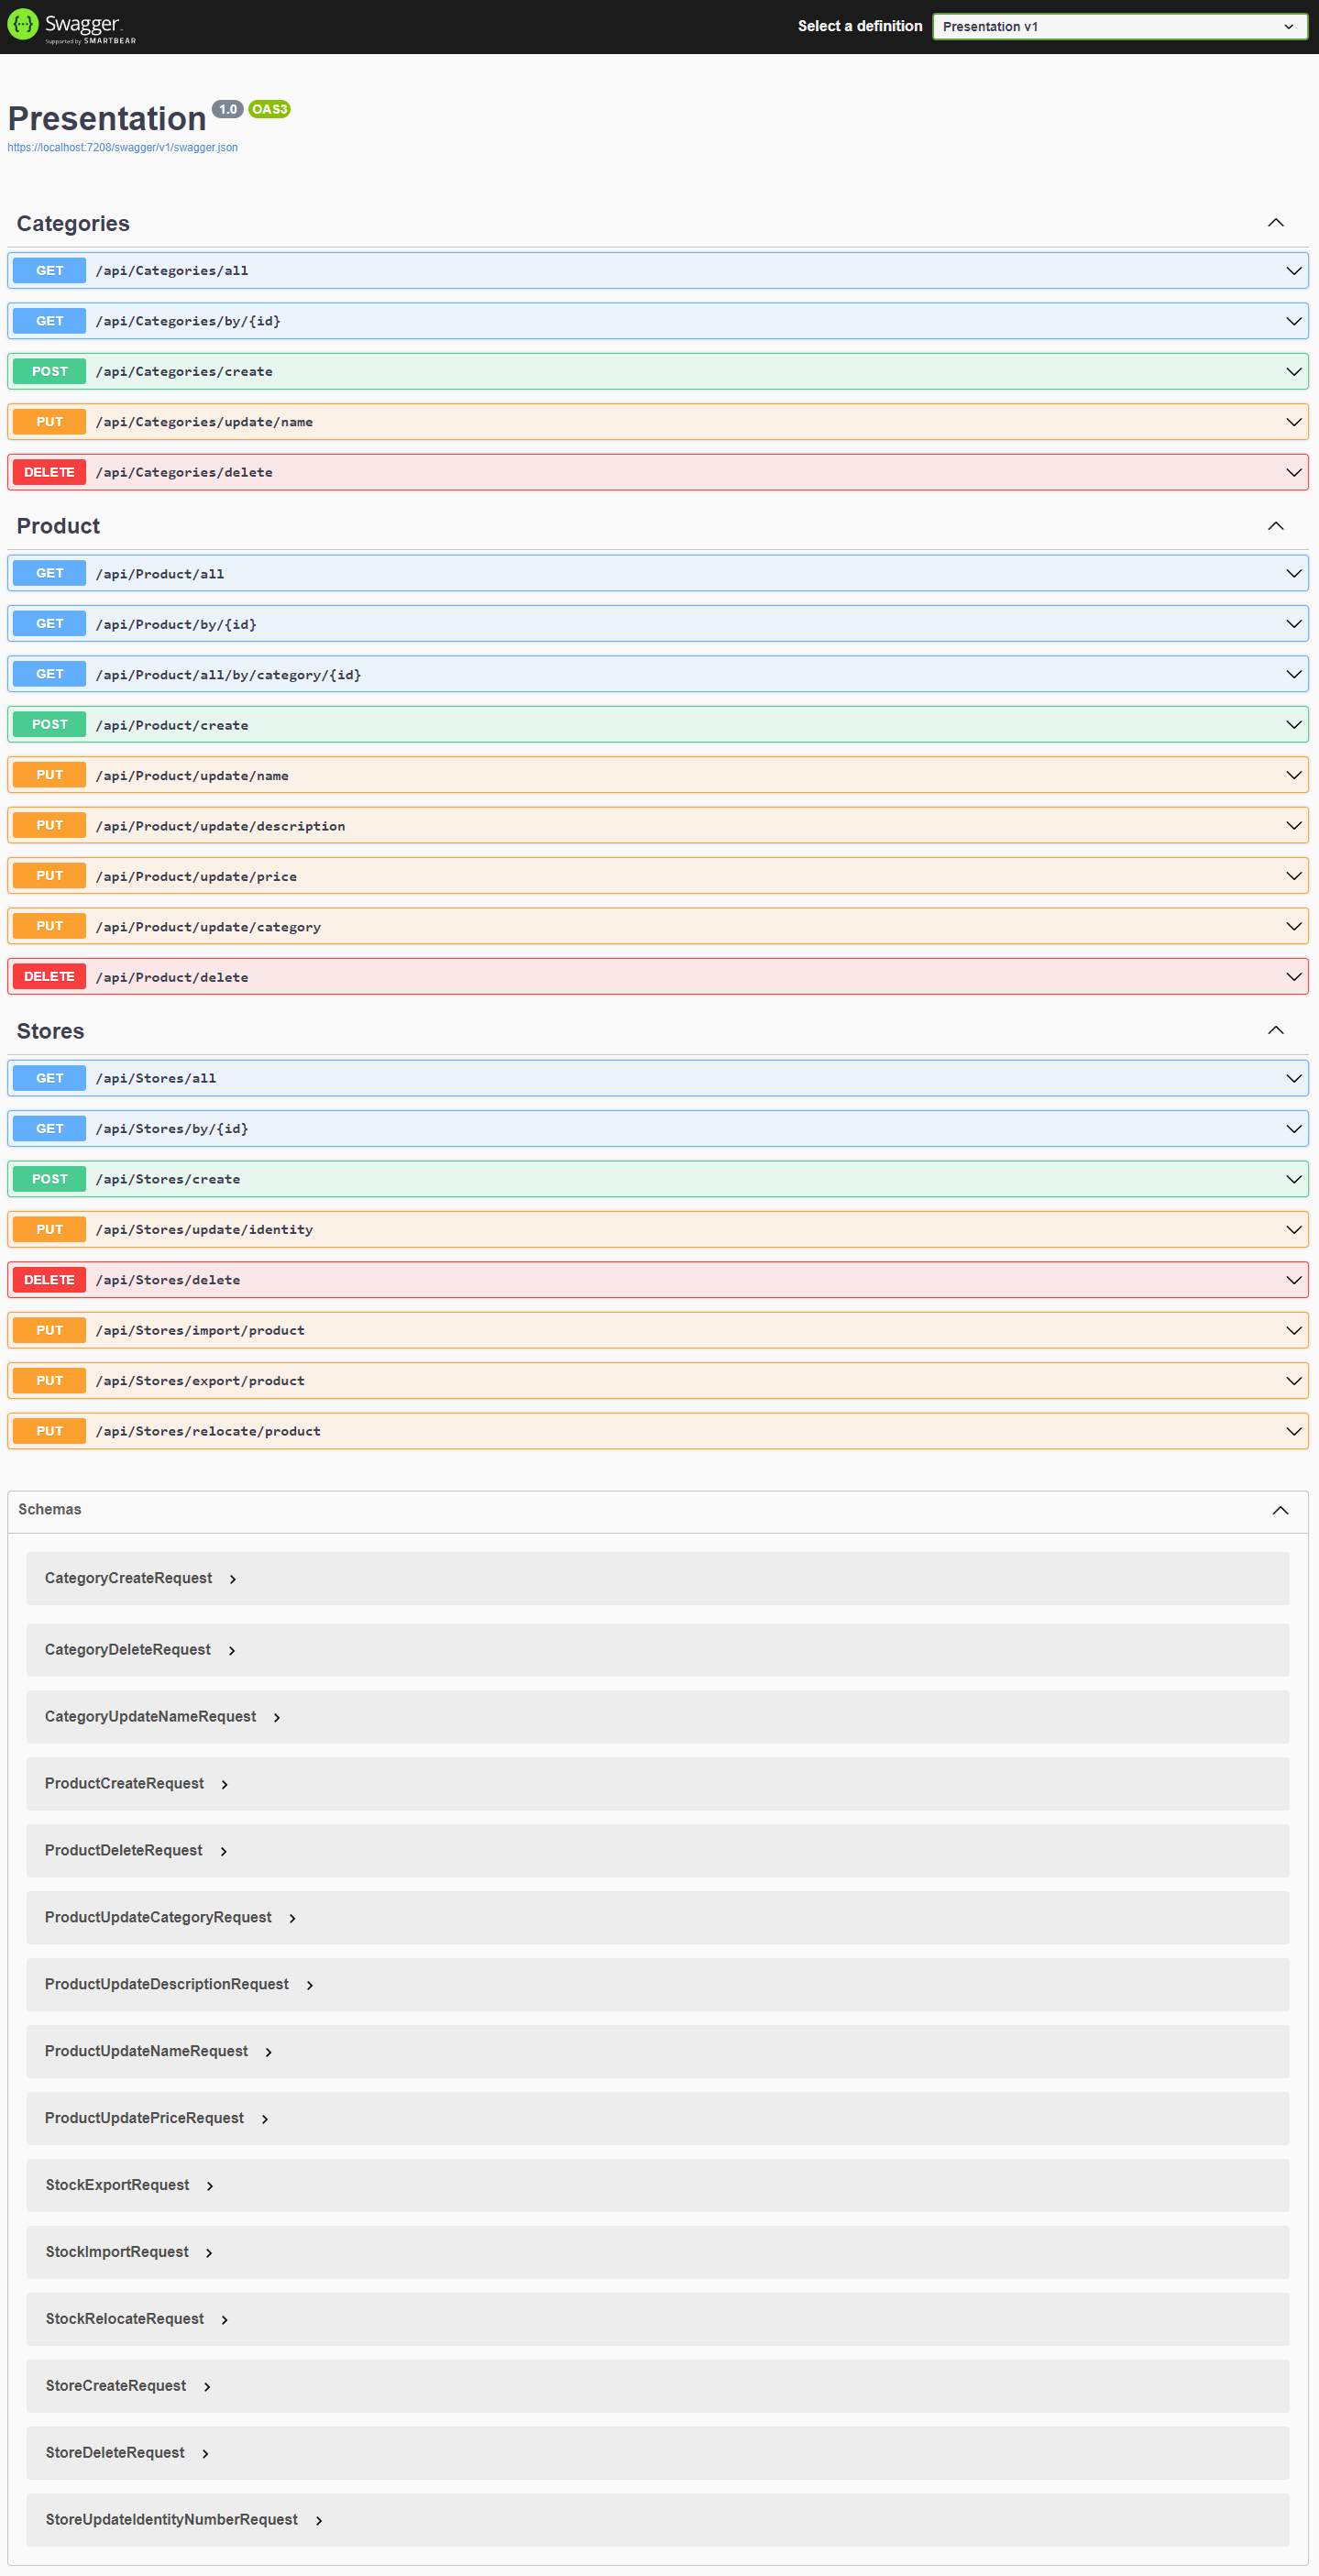 Swagger
Supported by SMARTBEAR
Select a definition
Presentation v1
Presentation 1.0 OAS3
https://localhost:7208/swagger/v1/swagger.json
Categories
GET /api/Categories/all
GET /api/Categories/by/{id}
POST /api/Categories/create
PUT /api/Categories/update/name
DELETE /api/Categories/delete
Product
GET /api/Product/all
GET /api/Product/by/{id}
GET /api/Product/all/by/category/{id}
POST /api/Product/create
PUT /api/Product/update/name
PUT /api/Product/update/description
PUT /api/Product/update/price
PUT /api/Product/update/category
DELETE /api/Product/delete
Stores
GET /api/Stores/all
GET /api/Stores/by/{id}
POST /api/Stores/create
PUT /api/Stores/update/identity
DELETE /api/Stores/delete
PUT /api/Stores/import/product
PUT /api/Stores/export/product
PUT /api/Stores/relocate/product
Schemas
CategoryCreateRequest
CategoryDeleteRequest
CategoryUpdateNameRequest
ProductCreateRequest
ProductDeleteRequest
ProductUpdateCategoryRequest
ProductUpdateDescriptionRequest
ProductUpdateNameRequest
ProductUpdatePriceRequest
StockExportRequest
StockImportRequest
StockRelocateRequest
StoreCreateRequest
StoreDeleteRequest
StoreUpdateIdentityNumberRequest